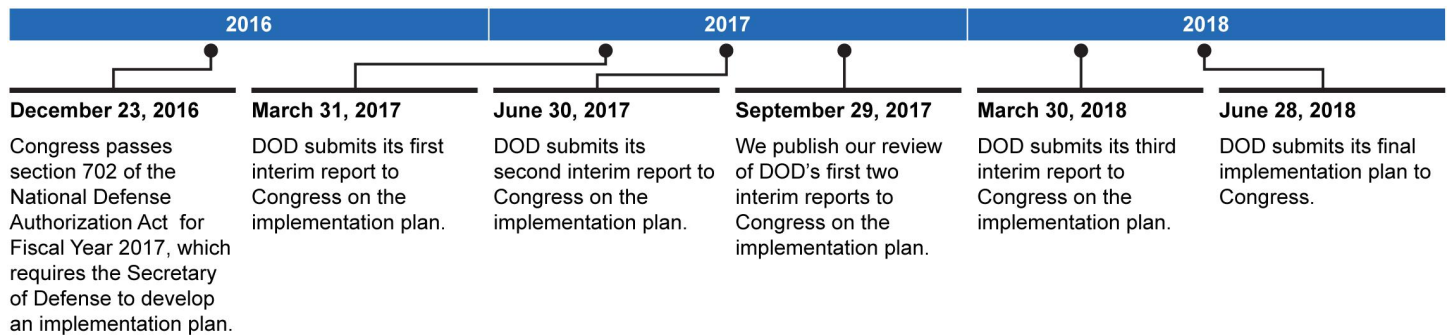 2016
2017
2018
December 23, 2016
Congress passes
section 702 of the
National Defense
Authorization Act for
Fiscal Year 2017, which
requires the Secretary
of Defense to develop
an implementation plan.
March 31, 2017
DOD submits its first
interim report to
Congress on the
implementation plan.
June 30, 2017
DOD submits its
second interim report to
Congress on the
implementation plan.
September 29, 2017
We publish our review
of DOD’s first two
interim reports to
Congress on the
implementation plan.
March 30, 2018
DOD submits its third
interim report to
Congress on the
implementation plan.
June 28, 2018
DOD submits its final
implementation plan to
Congress.